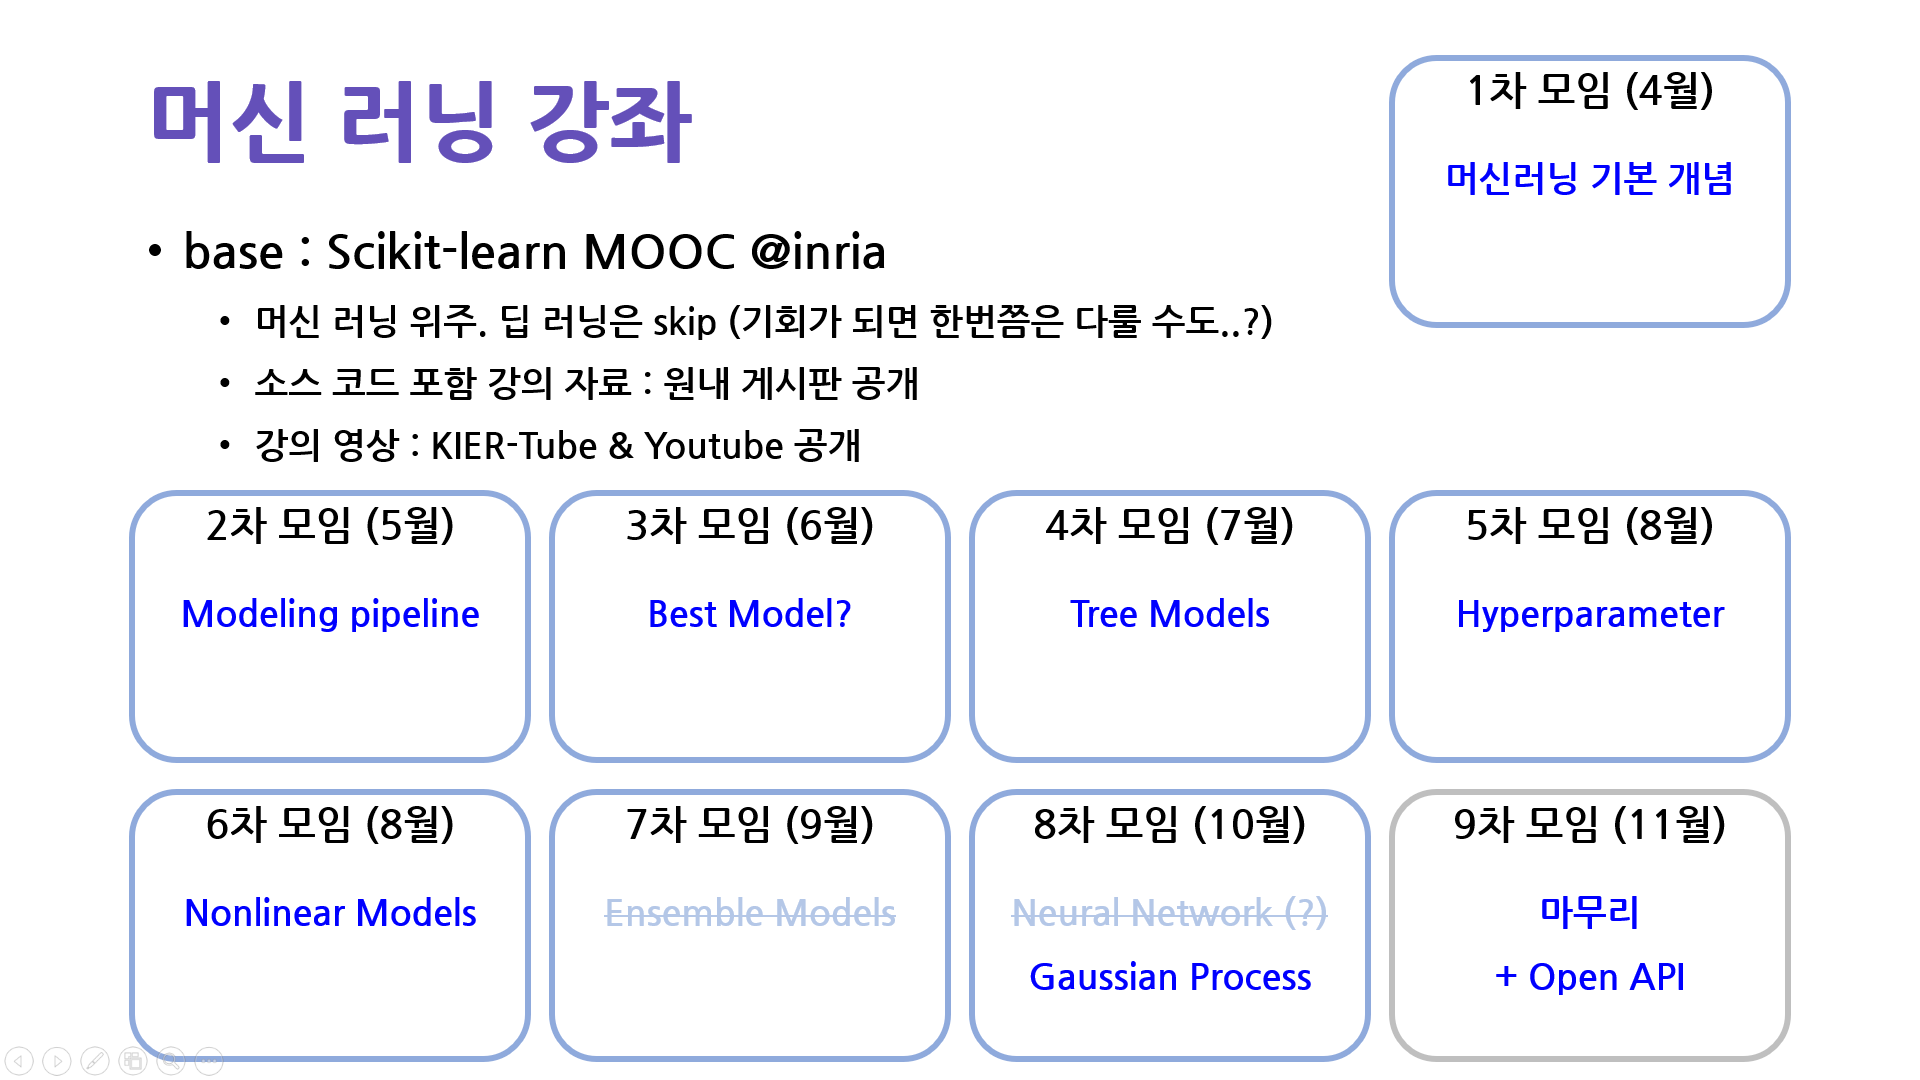 머신 러닝 강좌
• base : Scikit-learn MOOC @inria
• 머신 러닝 위주. 딥 러닝은 skip (기회가 되면 한번쯤은 다룰 수도..?)
• 소스 코드 포함 강의 자료 : 원내 게시판 공개
• 강의 영상 : KIER-Tube & Youtube 공개
1차 모임 (4월)
머신러닝 기본 개념
2차 모임 (5월)
Modeling pipeline
3차 모임 (6월)
Best Model?
4차 모임 (7월)
Tree Models
5차 모임 (8월)
Hyperparameter
6차 모임 (8월)
Nonlinear Models
7차 모임 (9월)
Ensemble Models
8차 모임 (10월)
Neural Network (?)
Gaussian Process
9차 모임 (11월)
마무리
+ Open API